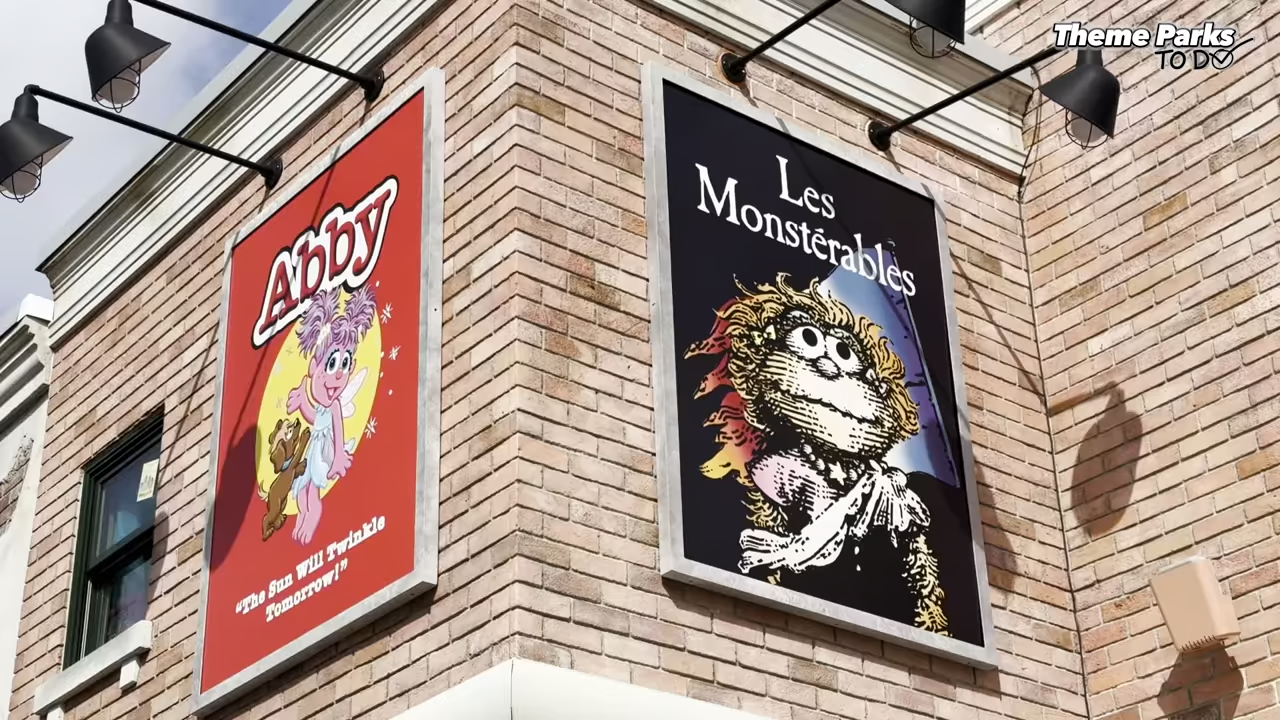 Theme Parks
TO DO
Abby
"The Sun Will Twinkle
Tomorrow!"
Les
Monstérables